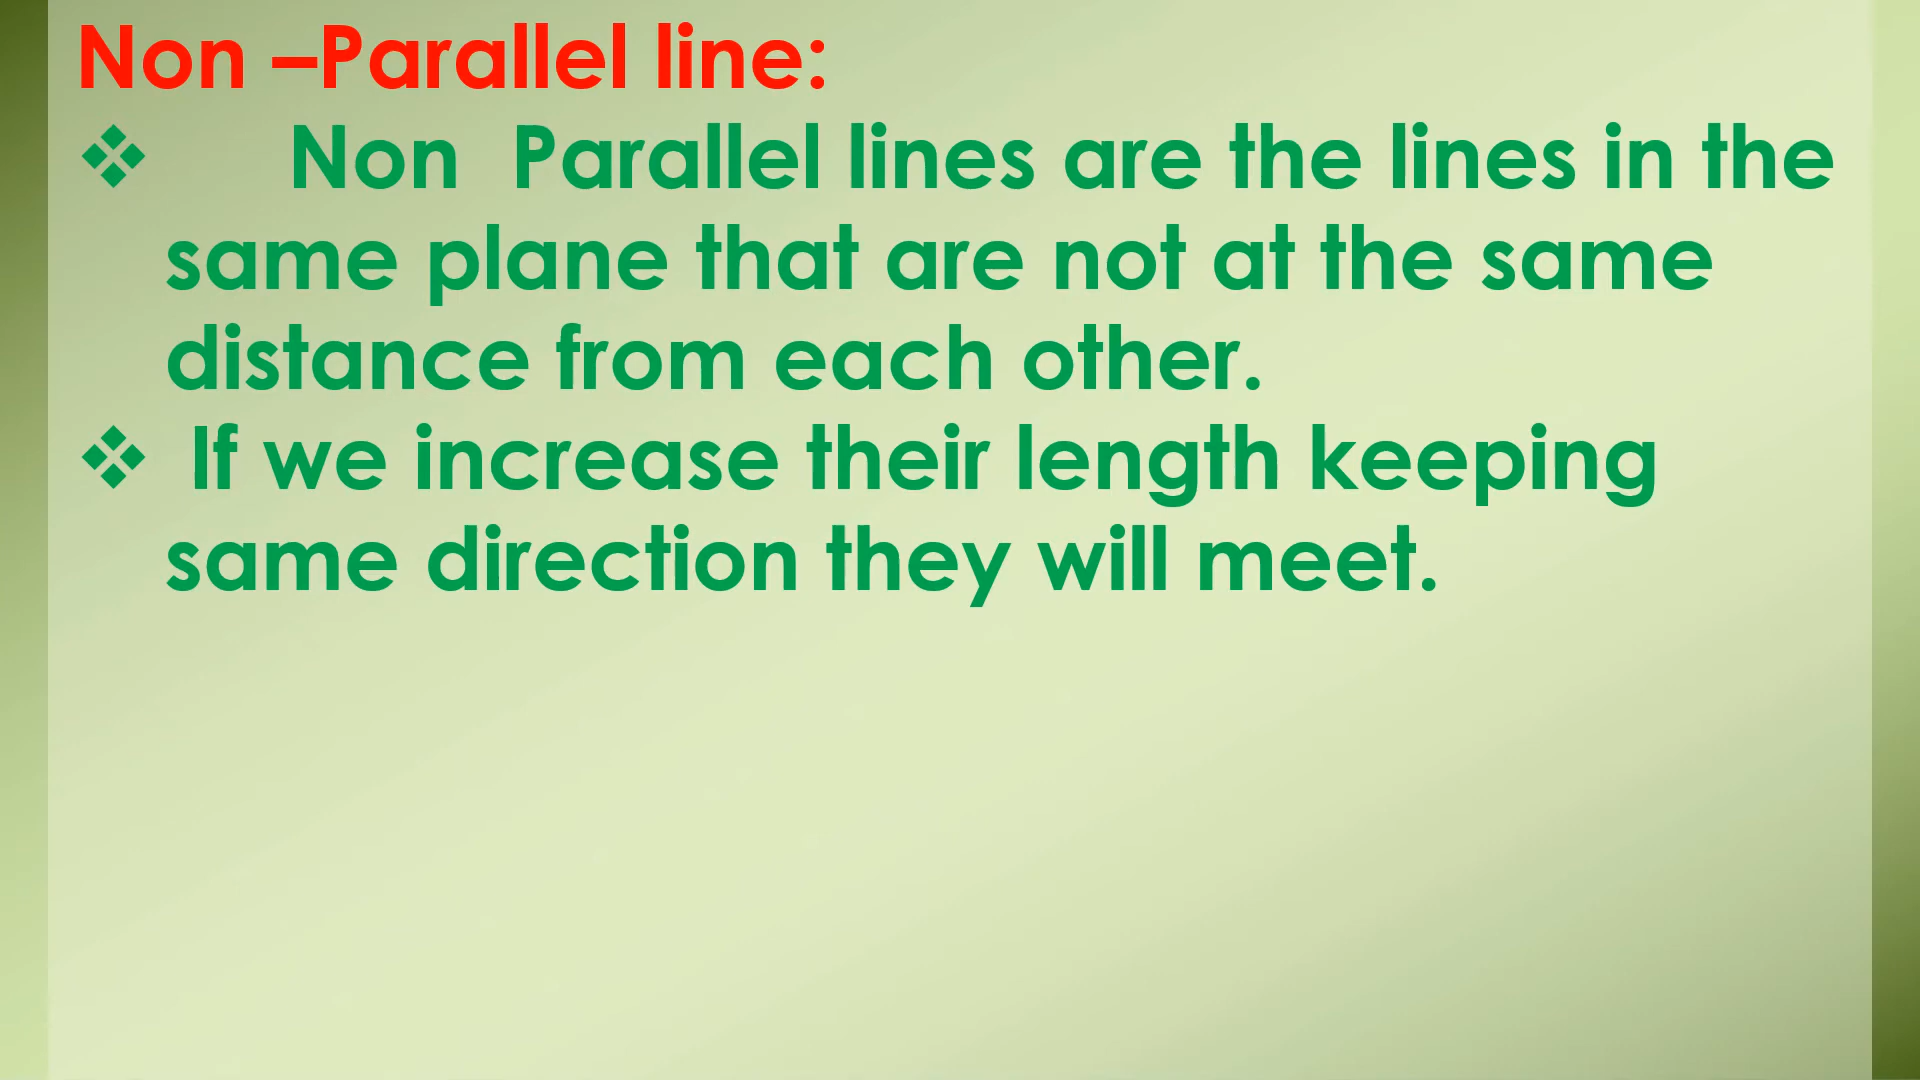 Non –Parallel line:
❖ Non Parallel lines are the lines in the
same plane that are not at the same
distance from each other.
❖ If we increase their length keeping
same direction they will meet.